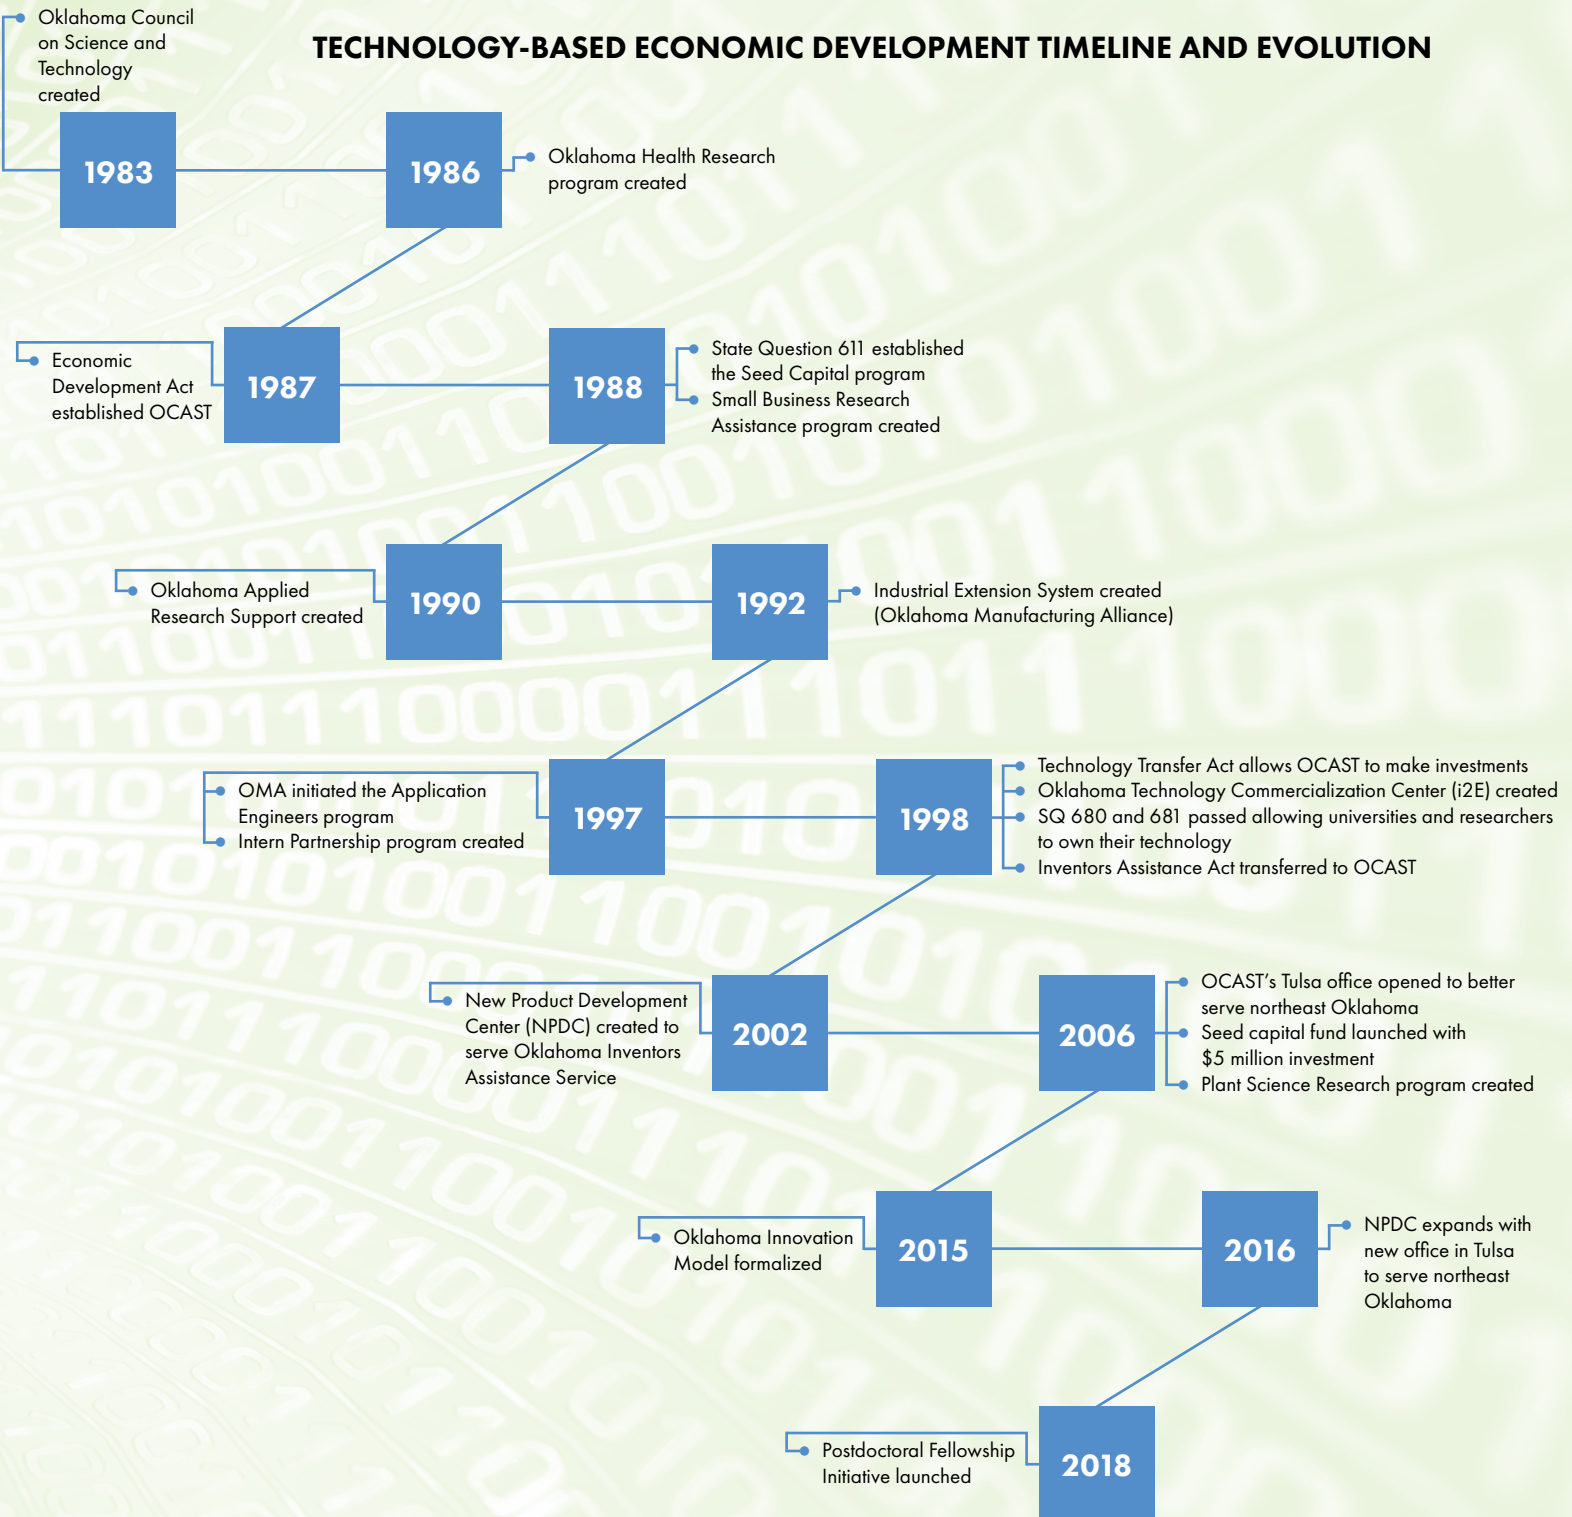 Oklahoma Council
on Science and
Technology
created
TECHNOLOGY-BASED ECONOMIC DEVELOPMENT TIMELINE AND EVOLUTION
1983
1986
Oklahoma Health Research
program created
Economic
Development Act
established OCAST
1987
1988
State Question 611 established
the Seed Capital program
Small Business Research
Assistance program created
Oklahoma Applied
Research Support created
1990
1992
Industrial Extension System created
(Oklahoma Manufacturing Alliance)
OMA initiated the Application
Engineers program
Intern Partnership program created
1997
1998
Technology Transfer Act allows OCAST to make investments
Oklahoma Technology Commercialization Center (i2E) created
SQ 680 and 681 passed allowing universities and researchers
to own their technology
Inventors Assistance Act transferred to OCAST
New Product Development
Center (NPDC) created to
serve Oklahoma Inventors
Assistance Service
2002
2006
OCAST’s Tulsa office opened to better
serve northeast Oklahoma
Seed capital fund launched with
$5 million investment
Plant Science Research program created
Oklahoma Innovation
Model formalized
2015
2016
NPDC expands with
new office in Tulsa
to serve northeast
Oklahoma
Postdoctoral Fellowship
Initiative launched
2018